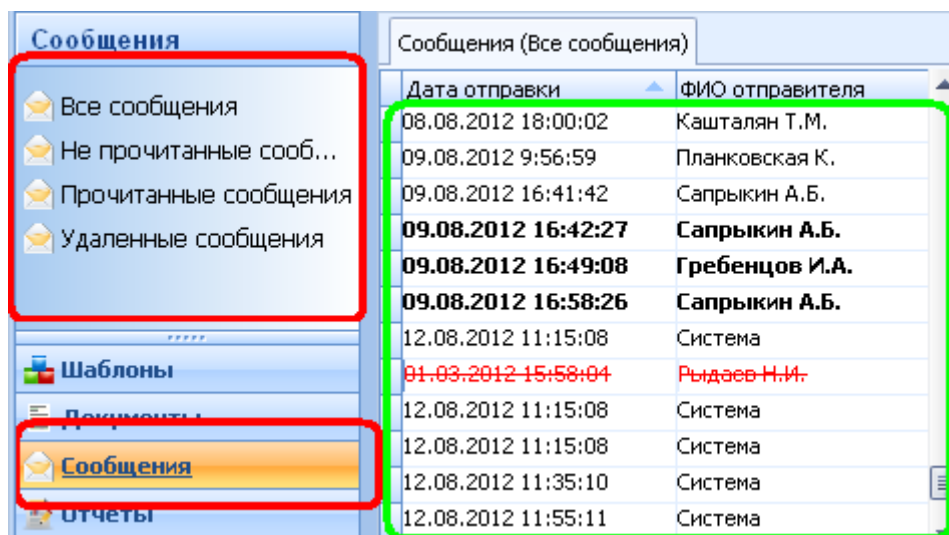 Сообщения
Все сообщения
Не прочитанные сооб...
Прочитанные сообщения
Удаленные сообщения
Шаблоны
Документы
Сообщения
Отчеты
Сообщения (Все сообщения)
Дата отправки ФИО отправителя
08.08.2012 18:00:02 Кашталян Т.М.
09.08.2012 9:56:59 Планковская К.
09.08.2012 16:41:42 Сапрыкин А.Б.
09.08.2012 16:42:27 Сапрыкин А.Б.
09.08.2012 16:49:08 Гребенцов И.А.
09.08.2012 16:58:26 Сапрыкин А.Б.
12.08.2012 11:15:08 Система
01.03.2012 15:58:04 Рыдаев Н.И.
12.08.2012 11:15:08 Система
12.08.2012 11:15:08 Система
12.08.2012 11:35:10 Система
12.08.2012 11:55:11 Система